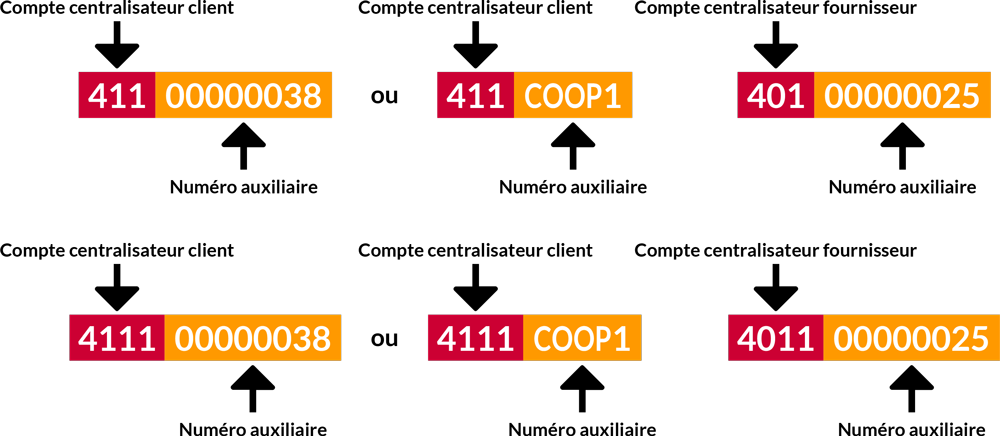 Compte centralisateur client Compte centralisateur client Compte centralisateur fournisseur
411 00000038 ou 411 COOP1 401 00000025
Numéro auxiliaire Numéro auxiliaire Numéro auxiliaire
Compte centralisateur client Compte centralisateur client Compte centralisateur fournisseur
4111 00000038 ou 4111 COOP1 4011 00000025
Numéro auxiliaire Numéro auxiliaire Numéro auxiliaire